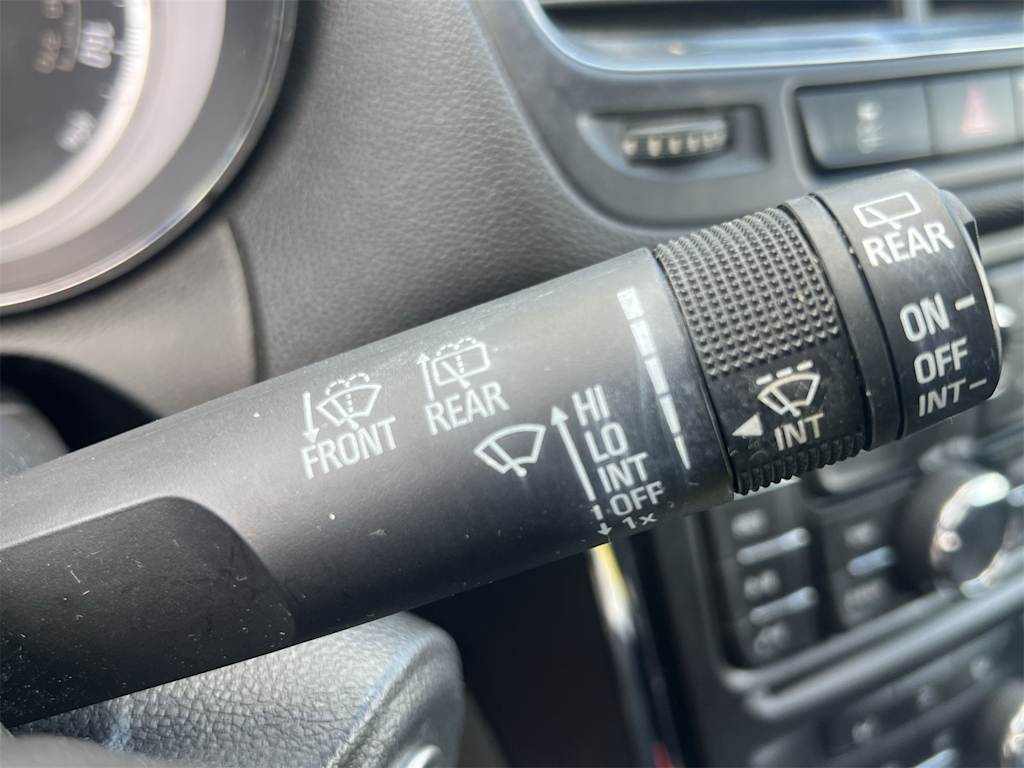 FRONT
REAR
HI
LO
INT
OFF
1x
INT
REAR
ON
OFF
INT